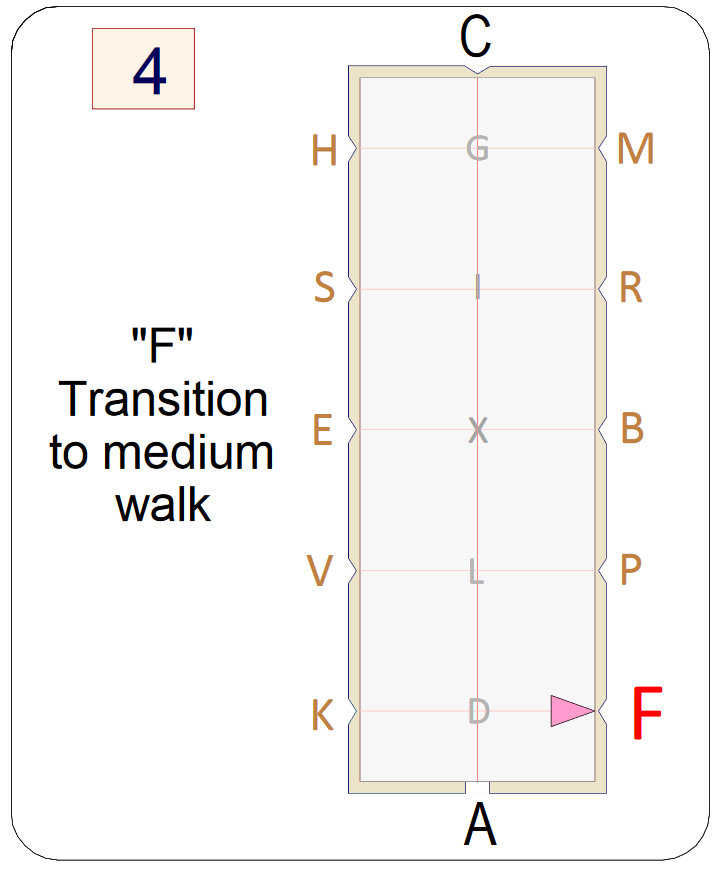 4
C
H G M
S I R
"F"
Transition
to medium
walk
E X B
V L P
K D F
A